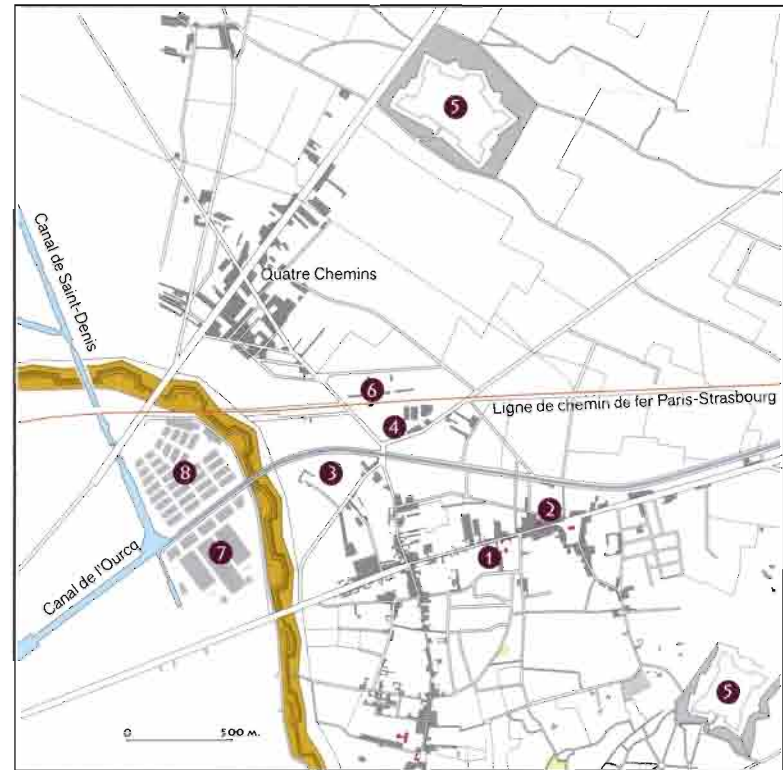 5
Canal de Saint-Denis
Quatre Chemins
6
Ligne de chemin de fer Paris-Strasbourg
4
8
3
2
1
7
Canal de l'Ourcq
5
0 500 M.